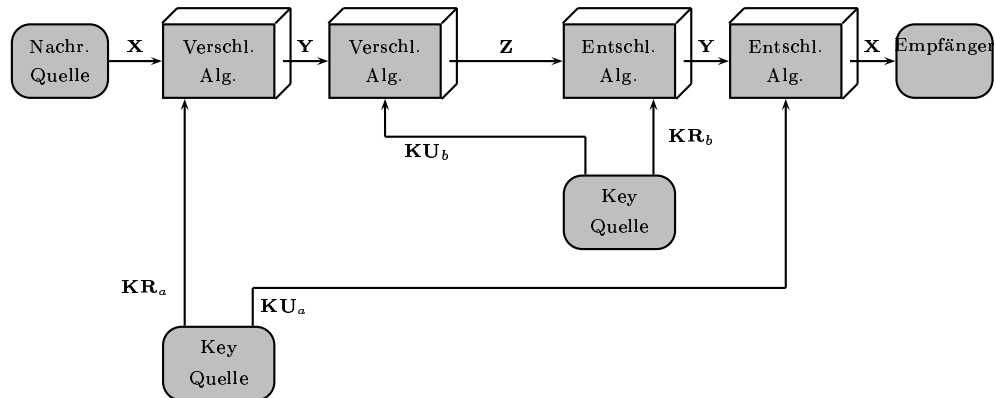 Nachr.
Quelle
X
Verschl.
Alg.
Y
Verschl.
Alg.
Z
Entschl.
Alg.
Y
Entschl.
Alg.
X
Empfänger
KU_b
KR_b
Key
Quelle
KR_a
KU_a
Key
Quelle